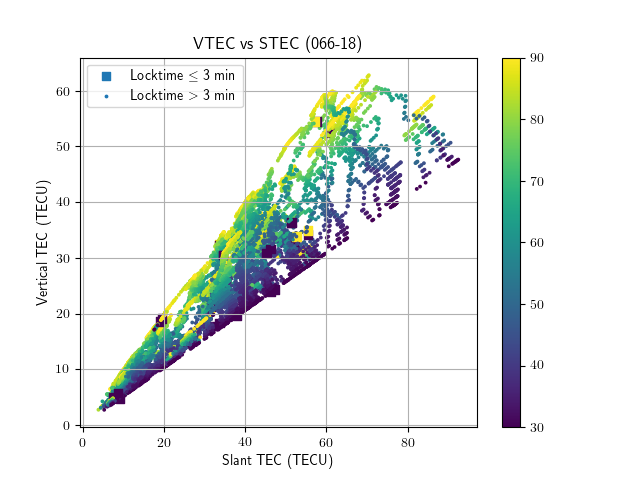 VTEC vs STEC (066-18)
Locktime ≤ 3 min
Locktime > 3 min
Vertical TEC (TECU)
60
50
40
30
20
10
0
0 20 40 60 80
Slant TEC (TECU)
90
80
70
60
50
40
30